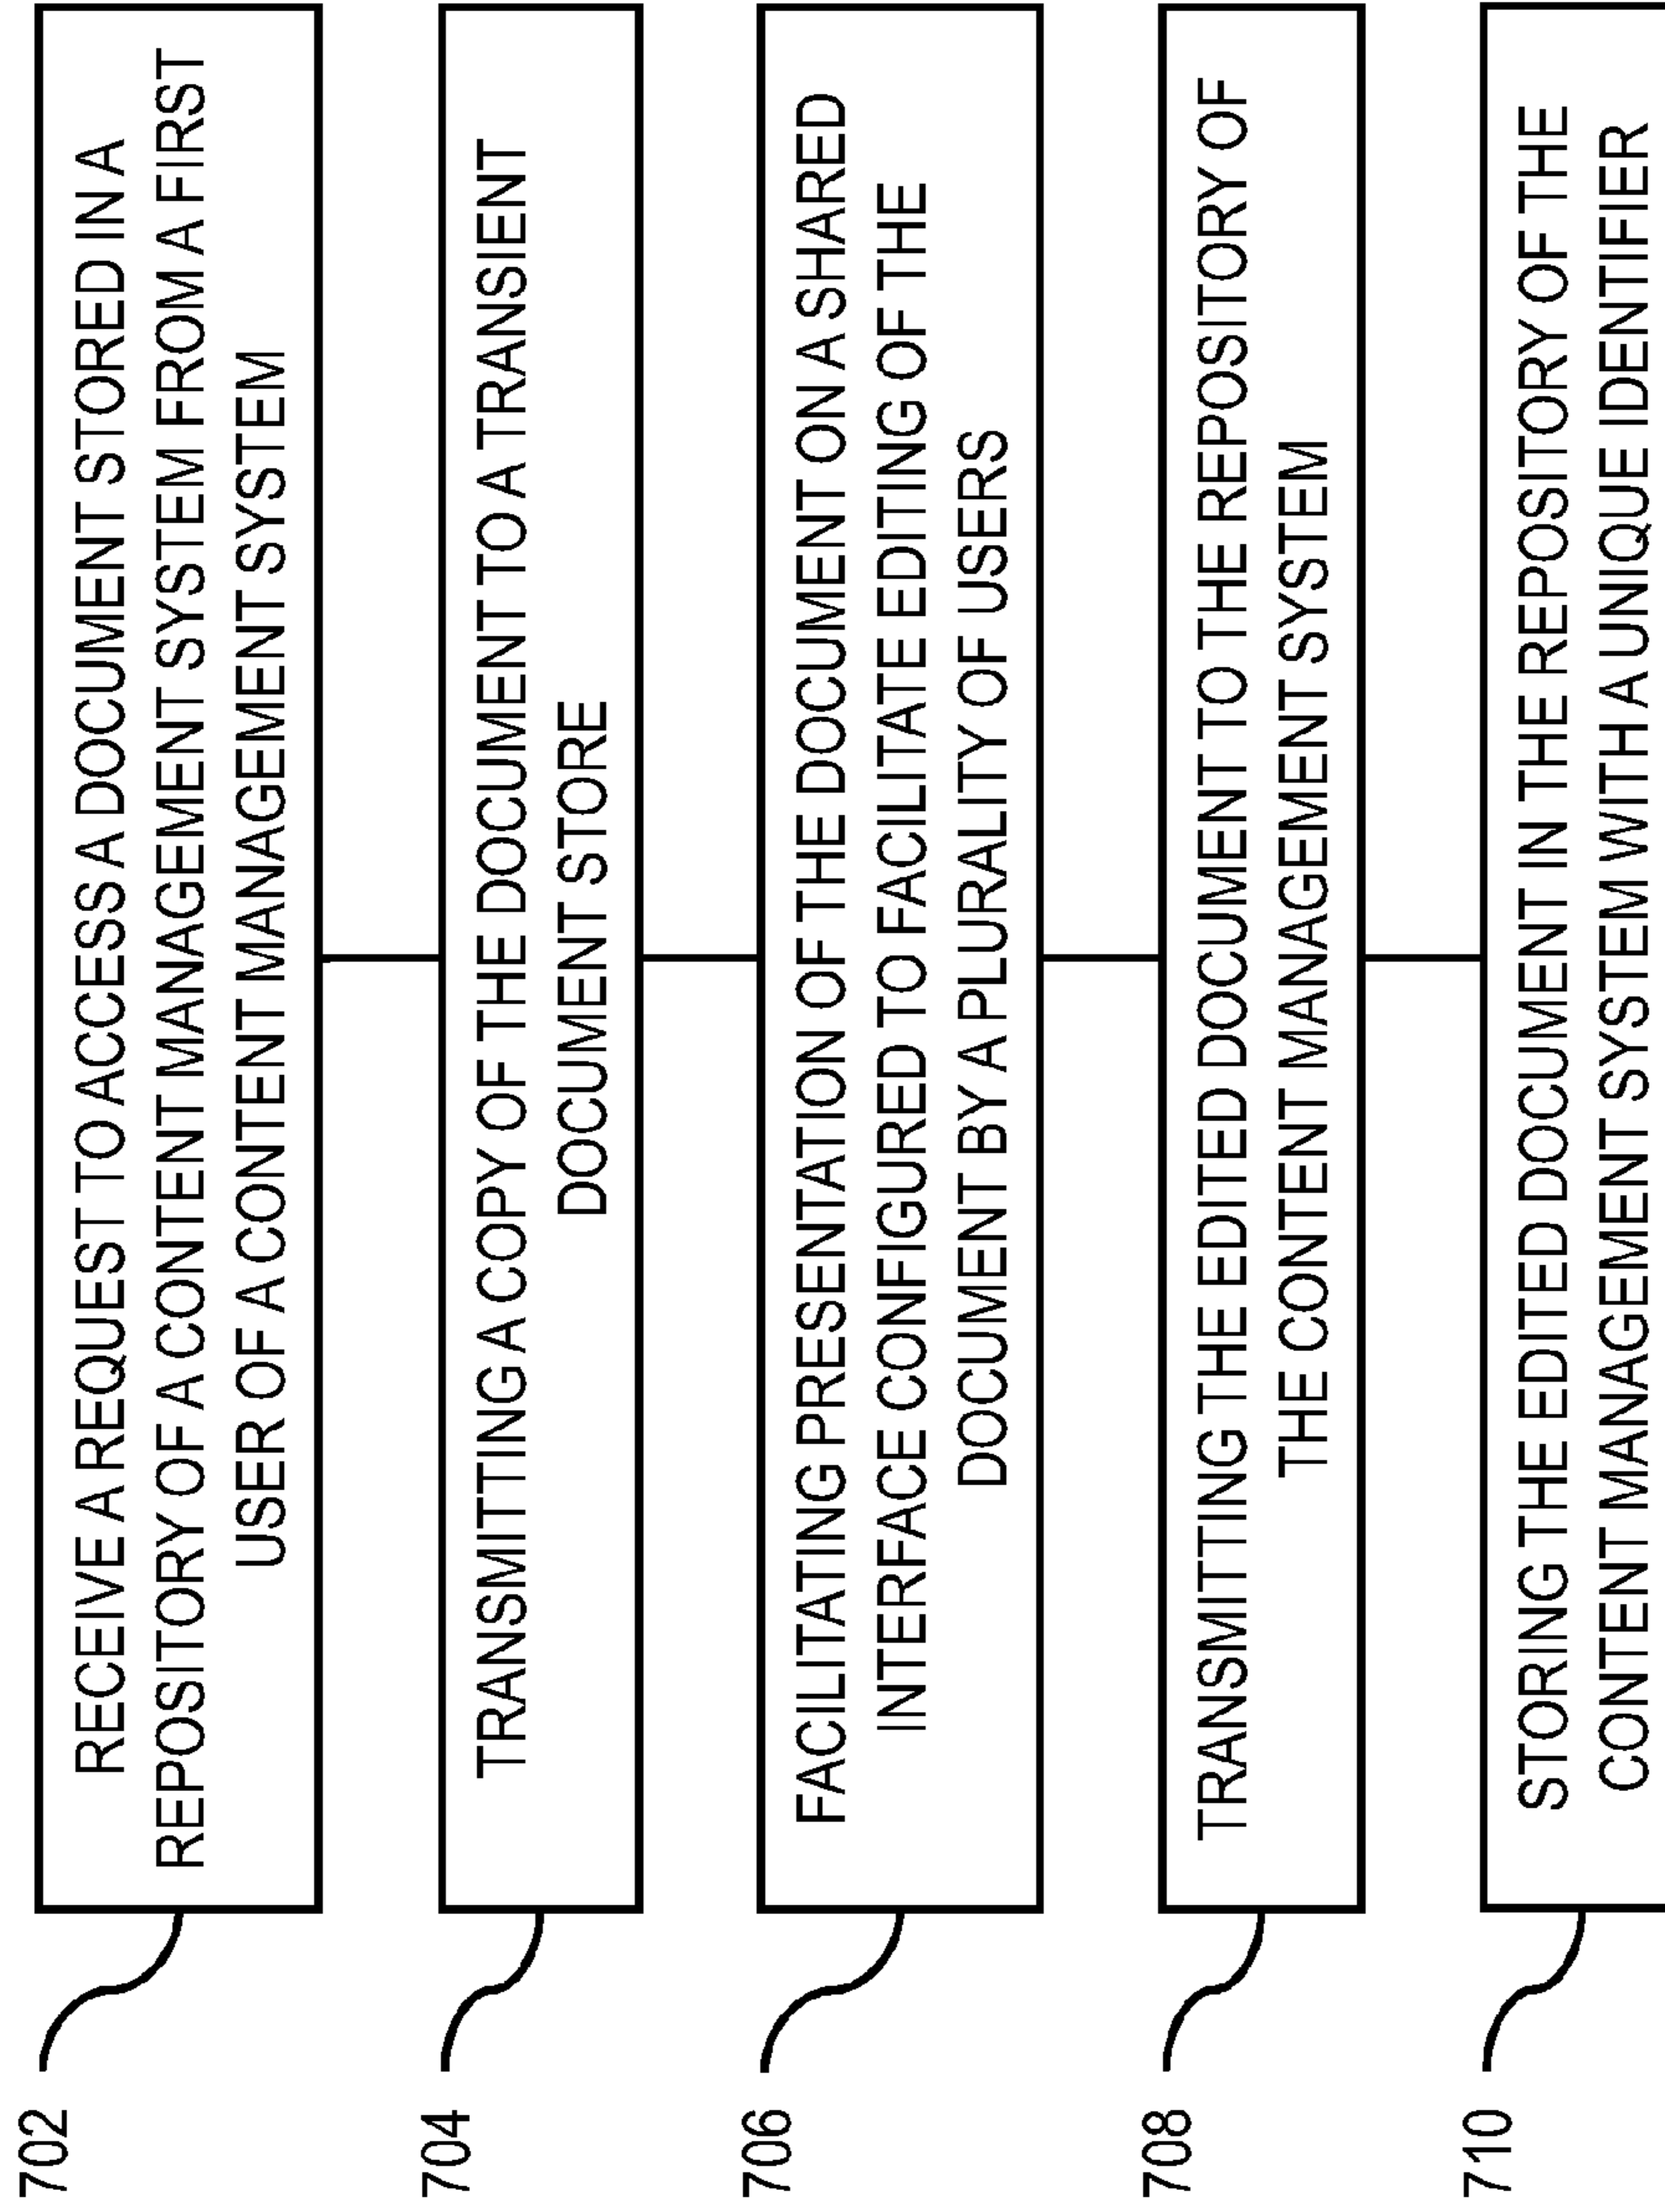 702
RECEIVE A REQUEST TO ACCESS A DOCUMENT STORED IN A
REPOSITORY OF A CONTENT MANAGEMENT SYSTEM FROM A FIRST
USER OF A CONTENT MANAGEMENT SYSTEM
704
TRANSMITTING A COPY OF THE DOCUMENT TO A TRANSIENT
DOCUMENT STORE
706
FACILITATING PRESENTATION OF THE DOCUMENT ON A SHARED
INTERFACE CONFIGURED TO FACILITATE EDITING OF THE
DOCUMENT BY A PLURALITY OF USERS
708
TRANSMITTING THE EDITED DOCUMENT TO THE REPOSITORY OF
THE CONTENT MANAGEMENT SYSTEM
710
STORING THE EDITED DOCUMENT IN THE REPOSITORY OF THE
CONTENT MANAGEMENT SYSTEM WITH A UNIQUE IDENTIFIER